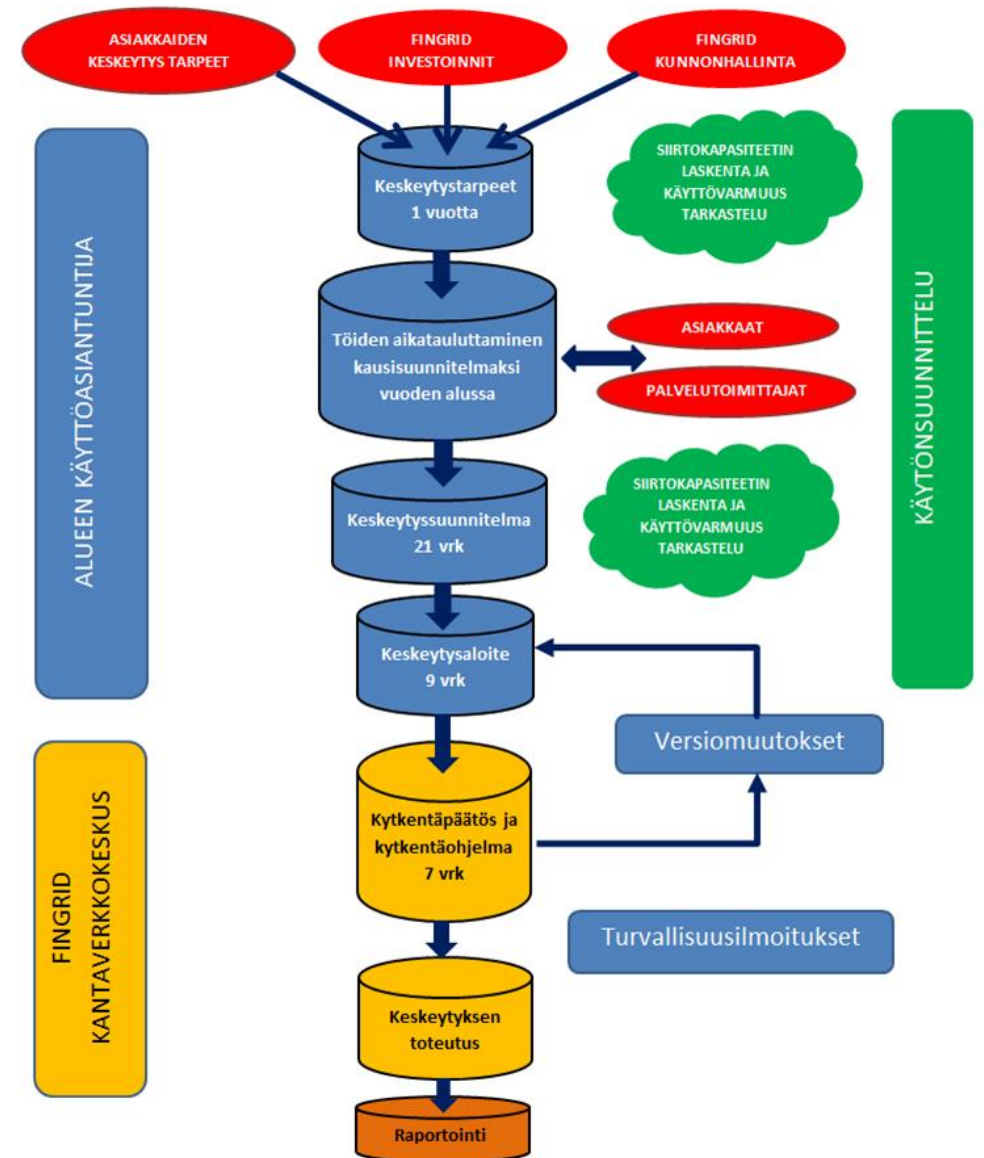 ASIAKKAIDEN
KESKEYTYS TARPEET
FINGRID
INVESTOINNIT
FINGRID
KUNNONHALLINTA
ALUEEN KÄYTTÖASIANTUNTIJA
Keskeytystarpeet
1 vuotta
SIIRTOKAPASITEETIN
LASKENTA JA
KÄYTTÖVARMUUS
TARKASTELU
KÄYTÖNSUUNNITTELU
Töiden aikatauluttaminen
kausisuunnitelmaksi
vuoden alussa
ASIAKKAAT
PALVELUTOIMITTAJAT
Keskeytyssuunnitelma
21 vrk
SIIRTOKAPASITEETIN
LASKENTA JA
KÄYTTÖVARMUUS
TARKASTELU
Keskeytysaloite
9 vrk
Versiomuutokset
FINGRID
KANTAVERKKOKESKUS
Kytkentäpäätös ja
kytkentäohjelma
7 vrk
Turvallisuusilmoitukset
Keskeytyksen
toteutus
Raportointi